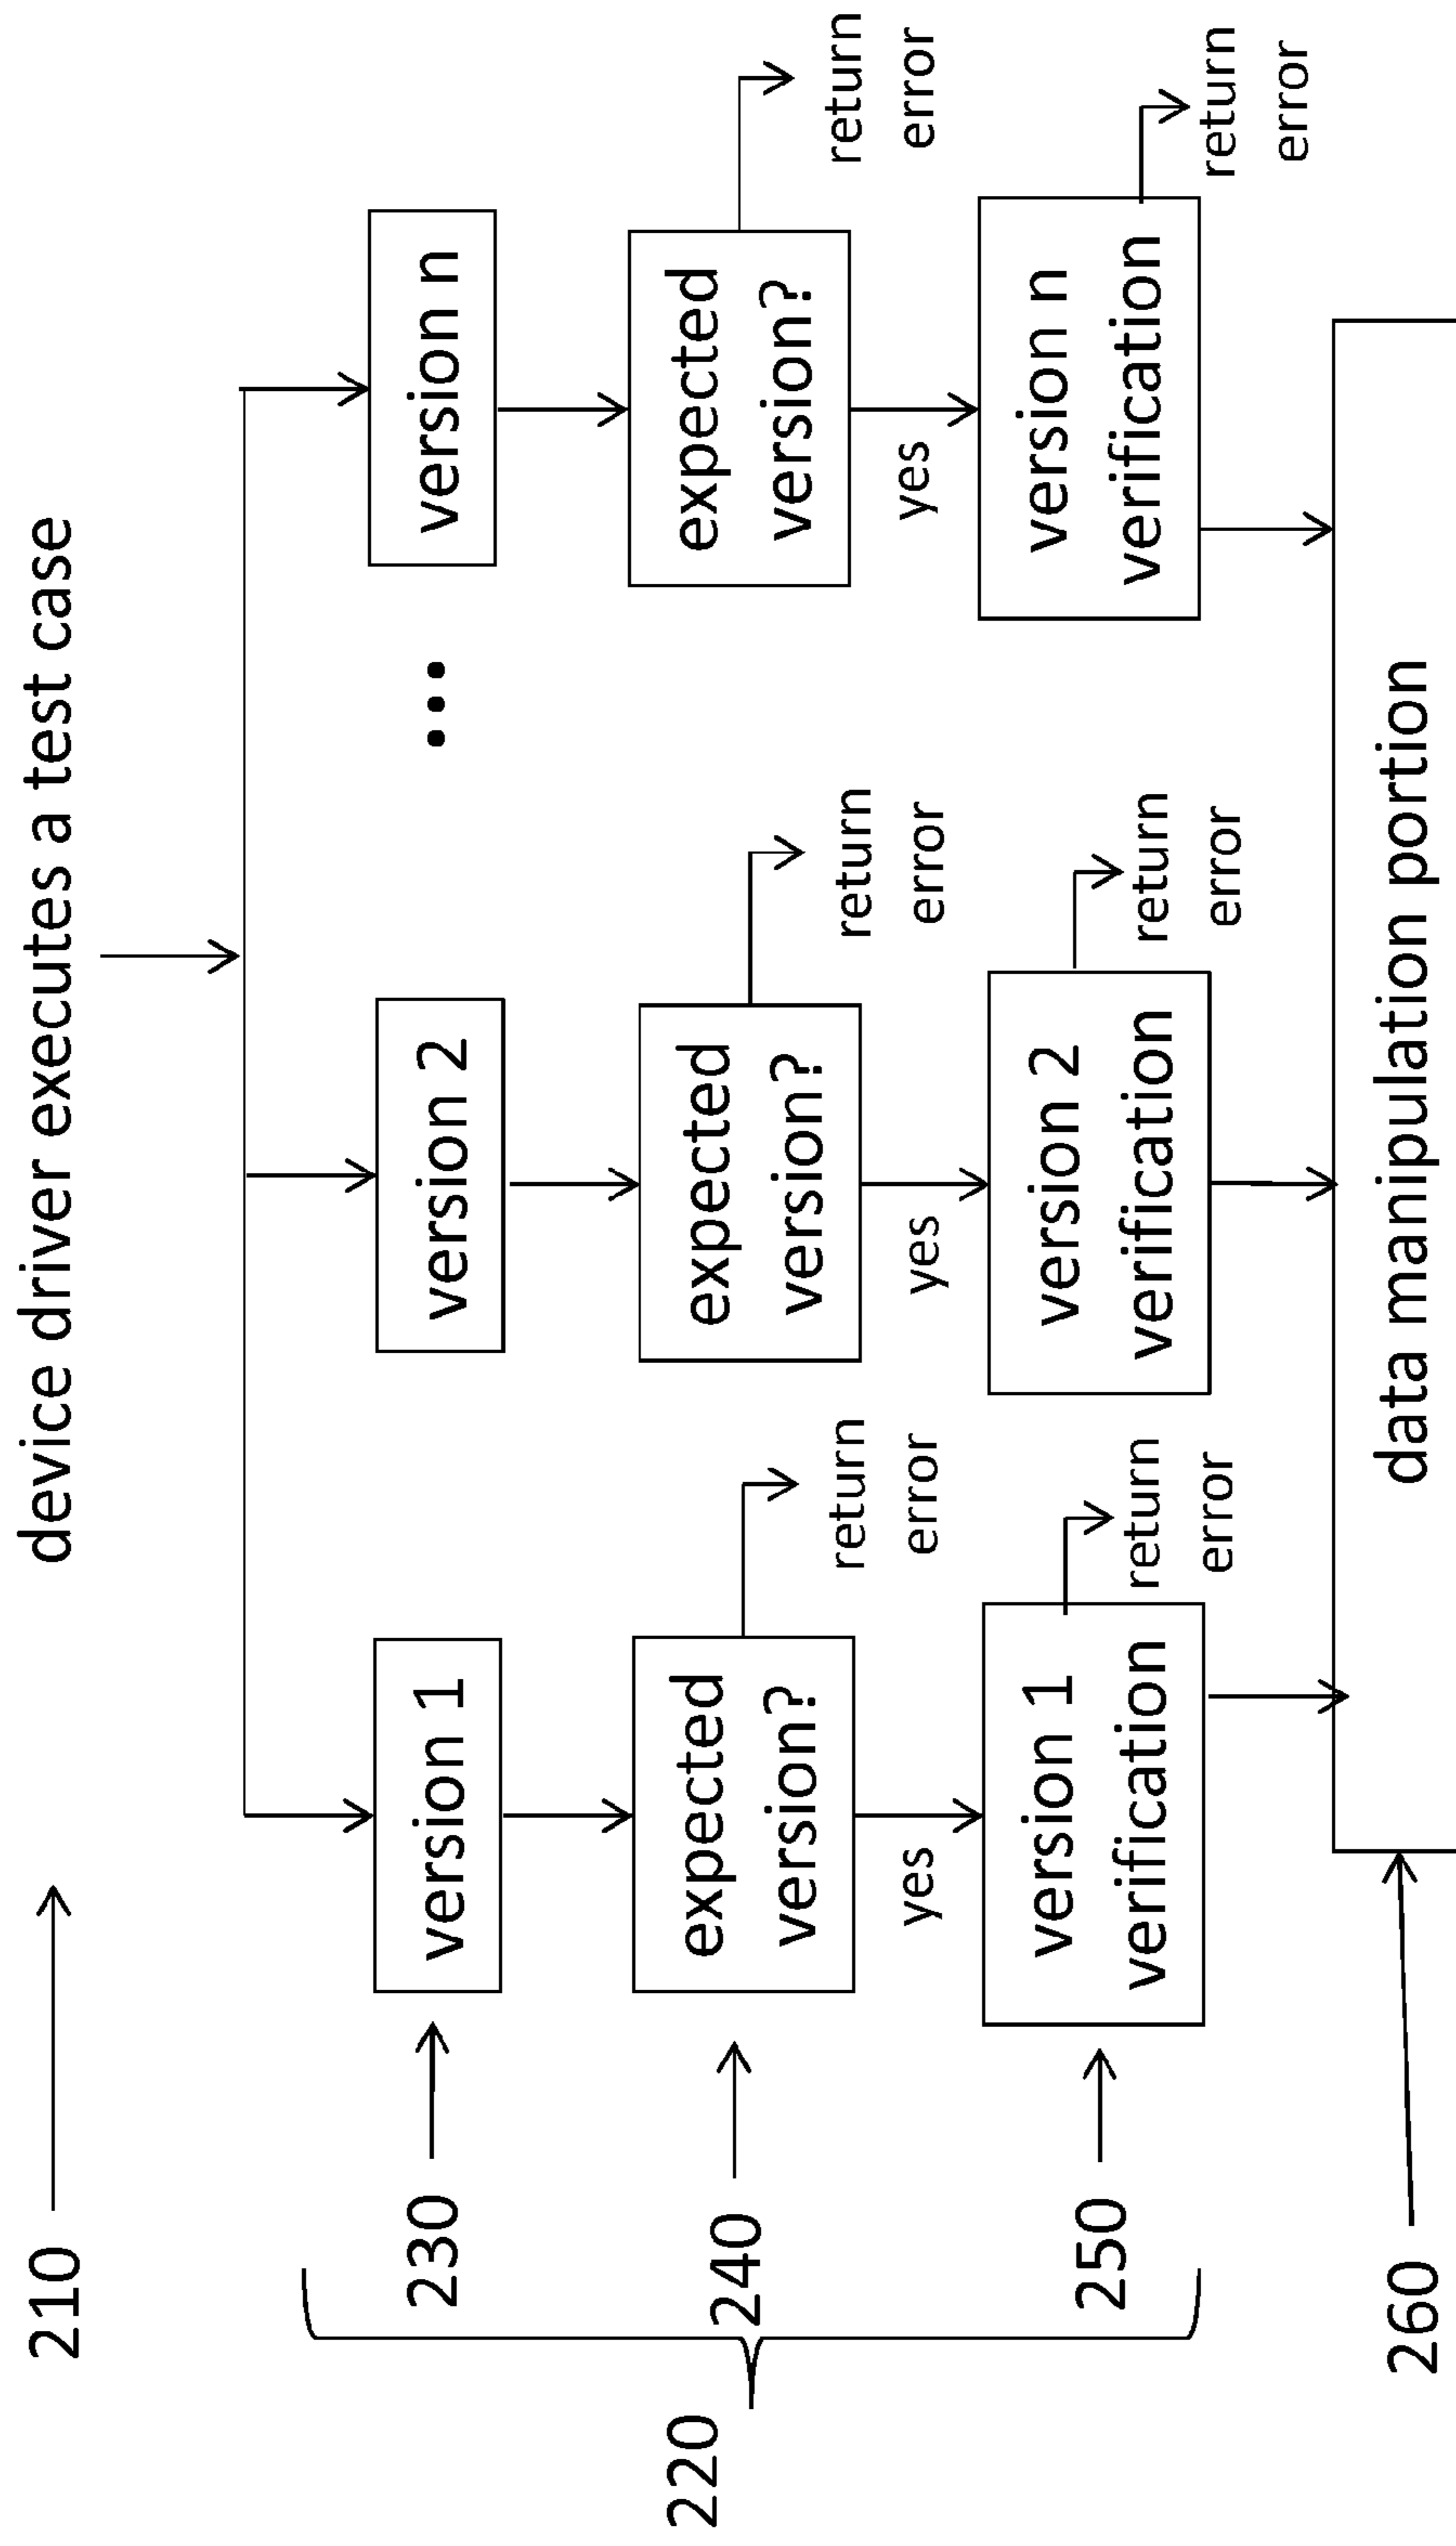 210
device driver executes a test case
220
230
version 1
version 2
...
version n
240
expected
version?
return
error
expected
version?
return
error
expected
version?
return
error
yes
yes
yes
250
version 1
verification
return
error
version 2
verification
return
error
version n
verification
return
error
260
data manipulation portion